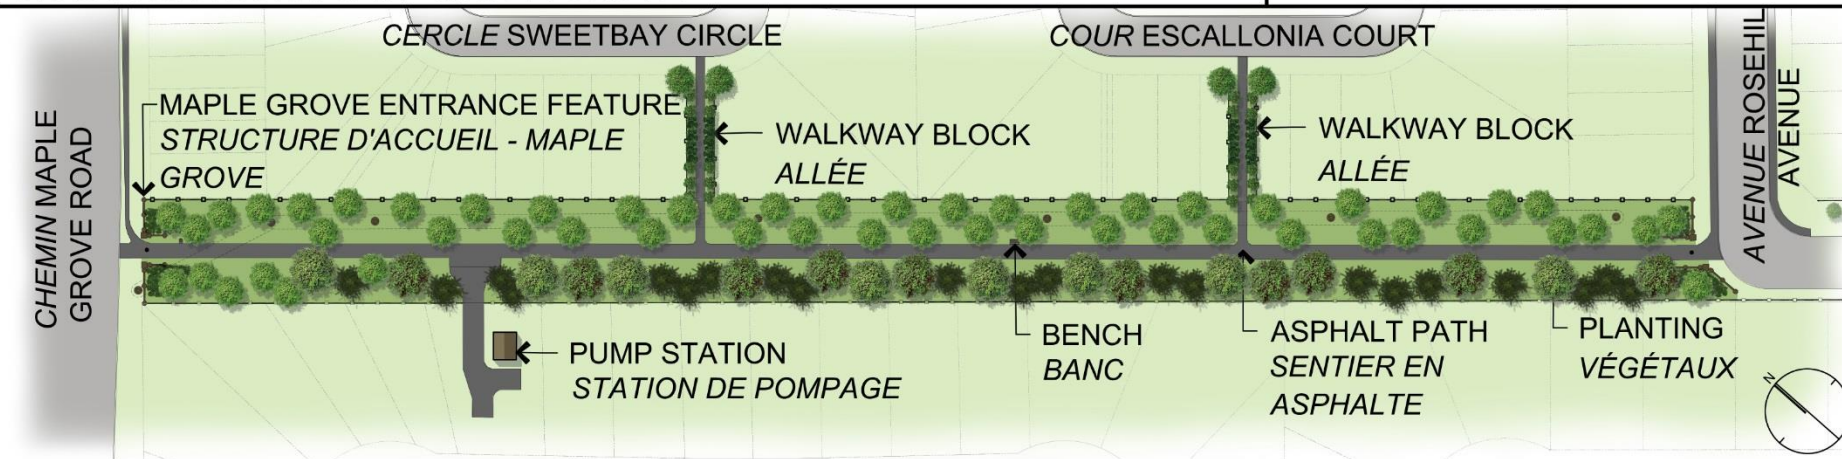 CERCLE SWEETBAY CIRCLE
COUR ESCALLONIA COURT
CHEMIN MAPLE
GROVE ROAD
MAPLE GROVE ENTRANCE FEATURE
STRUCTURE D'ACCUEIL - MAPLE
GROVE
WALKWAY BLOCK
ALLÉE
WALKWAY BLOCK
ALLÉE
AVENUE ROSEHIL
AVENUE
PUMP STATION
STATION DE POMPAGE
BENCH
BANC
ASPHALT PATH
SENTIER EN
ASPHALTE
PLANTING
VÉGÉTAUX
N